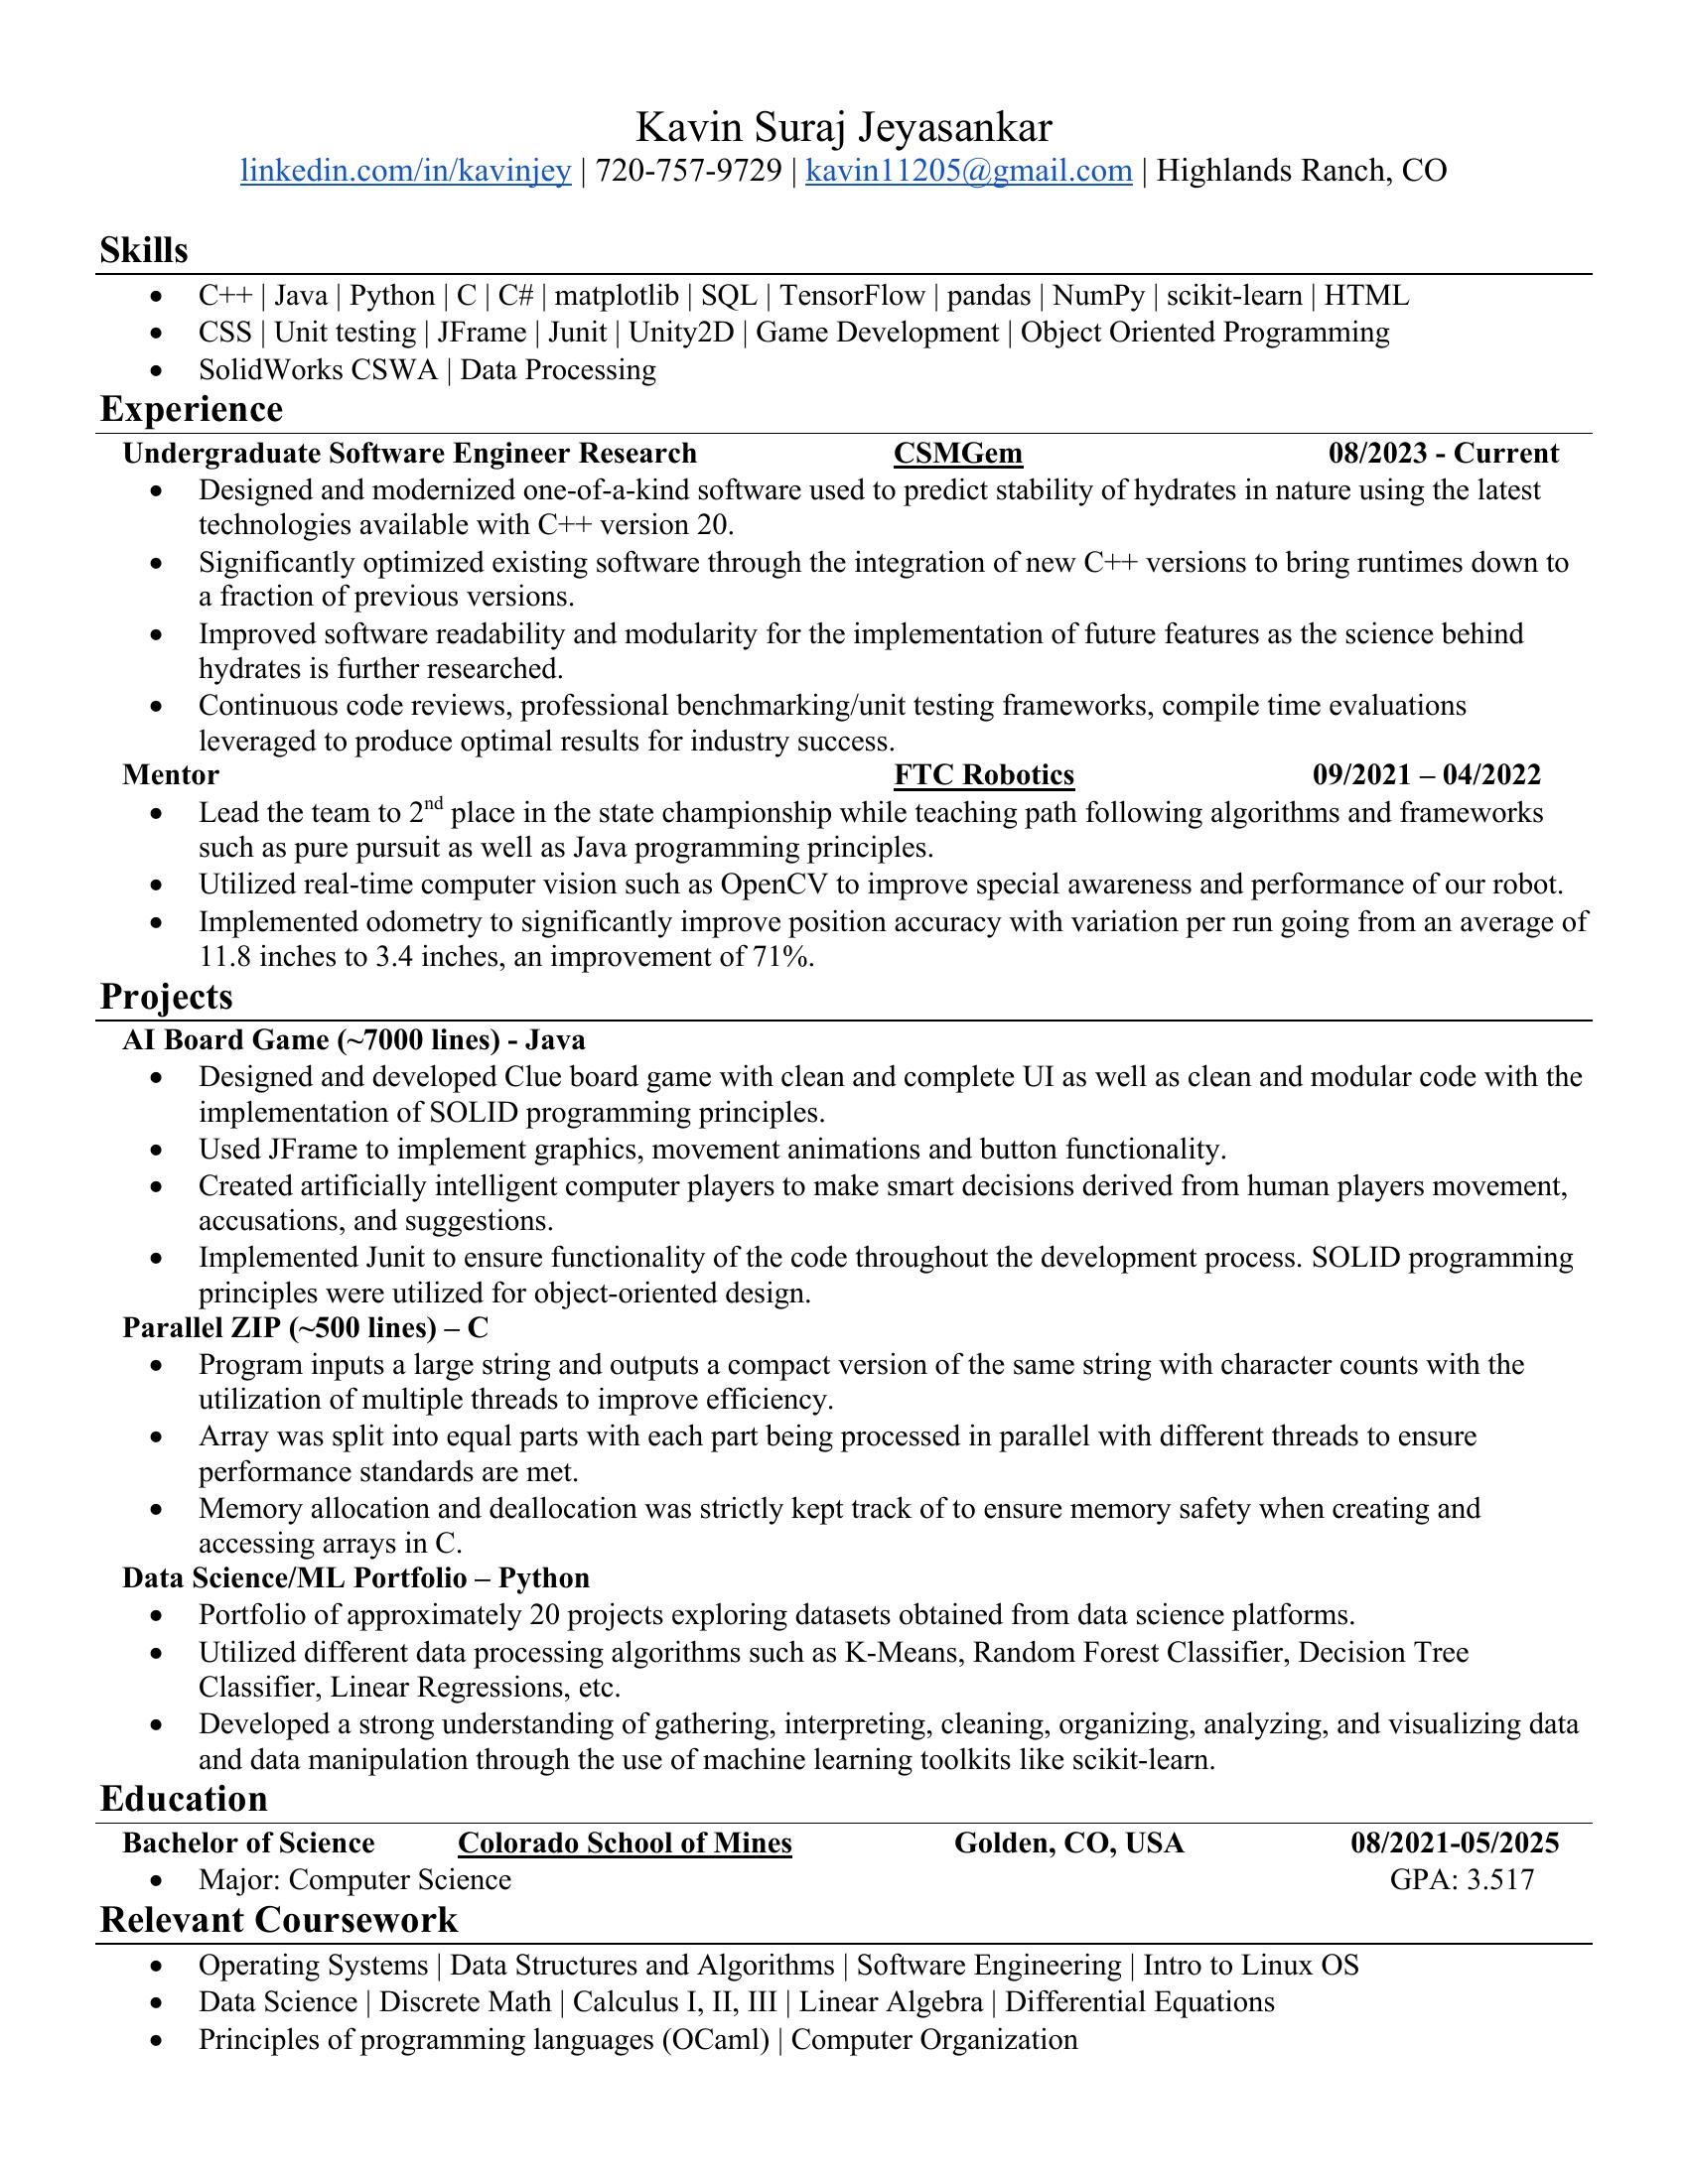 Kavin Suraj Jeyasankar
linkedin.com/in/kavinjey | 720-757-9729 | kavin11205@gmail.com | Highlands Ranch, CO
Skills
• C++ | Java | Python | C | C# | matplotlib | SQL | TensorFlow | pandas | NumPy | scikit-learn | HTML
• CSS | Unit testing | JFrame | Junit | Unity2D | Game Development | Object Oriented Programming
• SolidWorks CSWA | Data Processing
Experience
Undergraduate Software Engineer Research CSMGem 08/2023 - Current
• Designed and modernized one-of-a-kind software used to predict stability of hydrates in nature using the latest
technologies available with C++ version 20.
• Significantly optimized existing software through the integration of new C++ versions to bring runtimes down to
a fraction of previous versions.
• Improved software readability and modularity for the implementation of future features as the science behind
hydrates is further researched.
• Continuous code reviews, professional benchmarking/unit testing frameworks, compile time evaluations
leveraged to produce optimal results for industry success.
Mentor FTC Robotics 09/2021 – 04/2022
• Lead the team to 2nd place in the state championship while teaching path following algorithms and frameworks
such as pure pursuit as well as Java programming principles.
• Utilized real-time computer vision such as OpenCV to improve special awareness and performance of our robot.
• Implemented odometry to significantly improve position accuracy with variation per run going from an average of
11.8 inches to 3.4 inches, an improvement of 71%.
Projects
AI Board Game (~7000 lines) - Java
• Designed and developed Clue board game with clean and complete UI as well as clean and modular code with the
implementation of SOLID programming principles.
• Used JFrame to implement graphics, movement animations and button functionality.
• Created artificially intelligent computer players to make smart decisions derived from human players movement,
accusations, and suggestions.
• Implemented Junit to ensure functionality of the code throughout the development process. SOLID programming
principles were utilized for object-oriented design.
Parallel ZIP (~500 lines) – C
• Program inputs a large string and outputs a compact version of the same string with character counts with the
utilization of multiple threads to improve efficiency.
• Array was split into equal parts with each part being processed in parallel with different threads to ensure
performance standards are met.
• Memory allocation and deallocation was strictly kept track of to ensure memory safety when creating and
accessing arrays in C.
Data Science/ML Portfolio – Python
• Portfolio of approximately 20 projects exploring datasets obtained from data science platforms.
• Utilized different data processing algorithms such as K-Means, Random Forest Classifier, Decision Tree
Classifier, Linear Regressions, etc.
• Developed a strong understanding of gathering, interpreting, cleaning, organizing, analyzing, and visualizing data
and data manipulation through the use of machine learning toolkits like scikit-learn.
Education
Bachelor of Science Colorado School of Mines Golden, CO, USA 08/2021-05/2025
• Major: Computer Science GPA: 3.517
Relevant Coursework
• Operating Systems | Data Structures and Algorithms | Software Engineering | Intro to Linux OS
• Data Science | Discrete Math | Calculus I, II, III | Linear Algebra | Differential Equations
• Principles of programming languages (OCaml) | Computer Organization